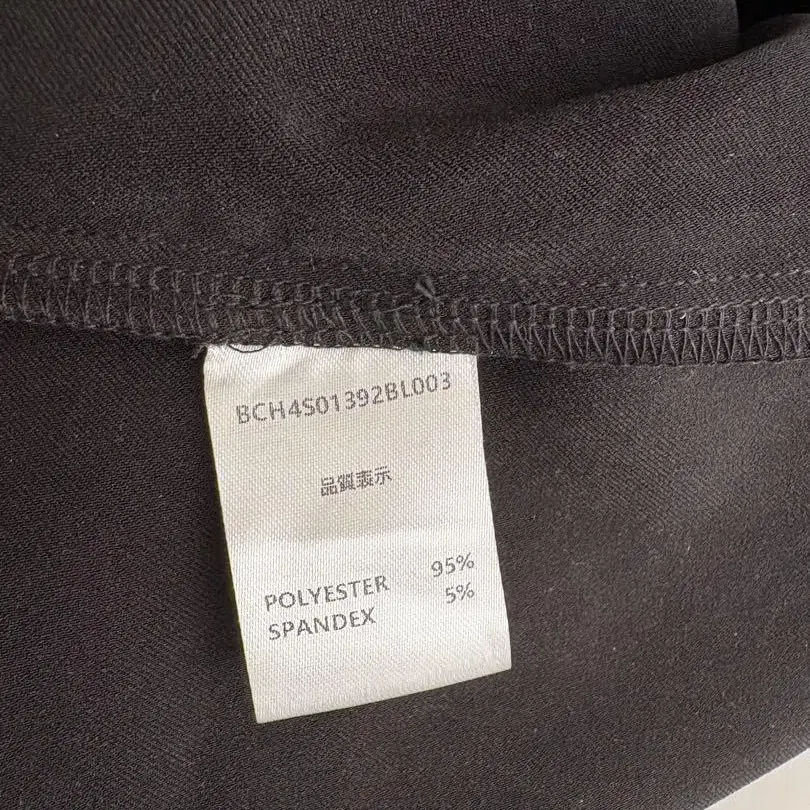 BCH4S01392BL003
品質表示
POLYESTER 95%
SPANDEX 5%